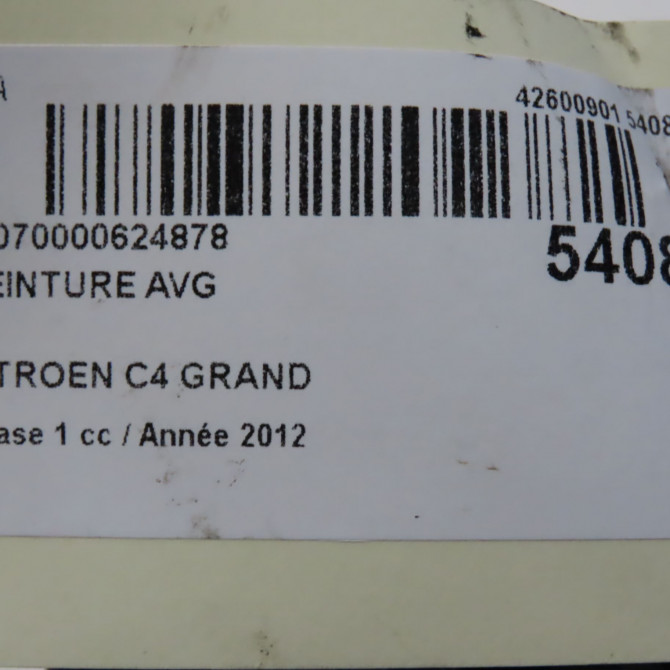 42600901 5408
070000624878
5408
EINTURE AVG
TROEN C4 GRAND
ase 1 cc / Année 2012